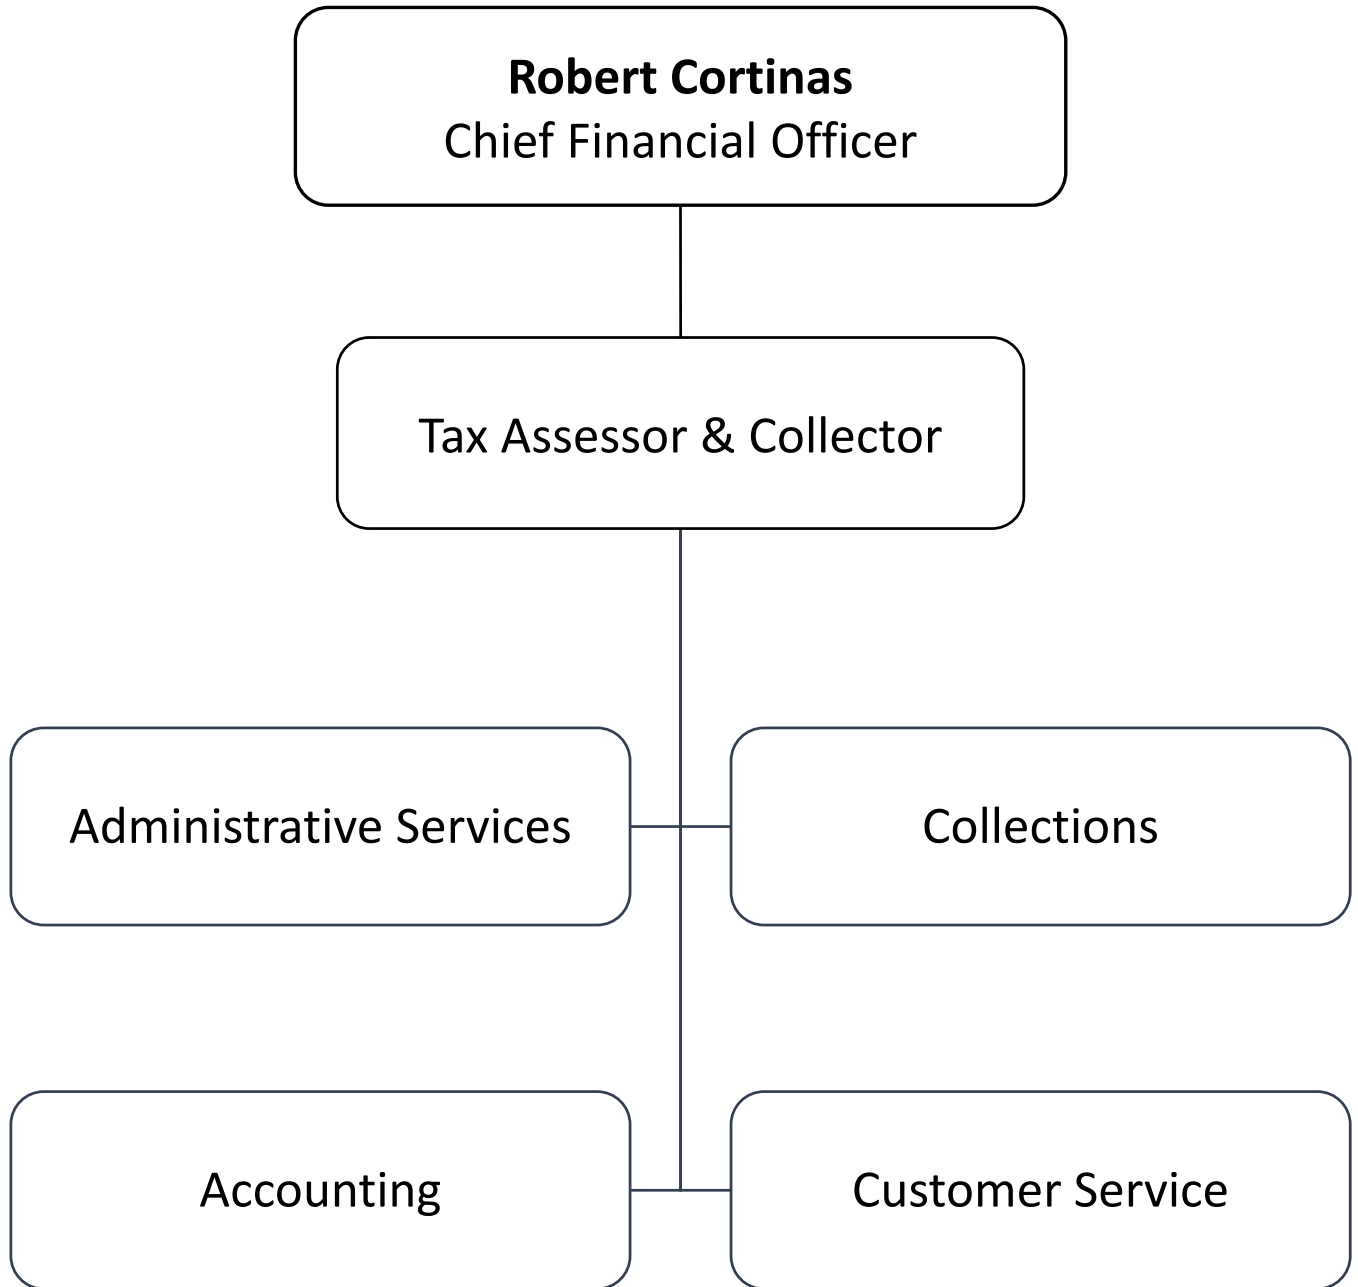 Robert Cortinas
Chief Financial Officer
Tax Assessor & Collector
Administrative Services
Collections
Accounting
Customer Service